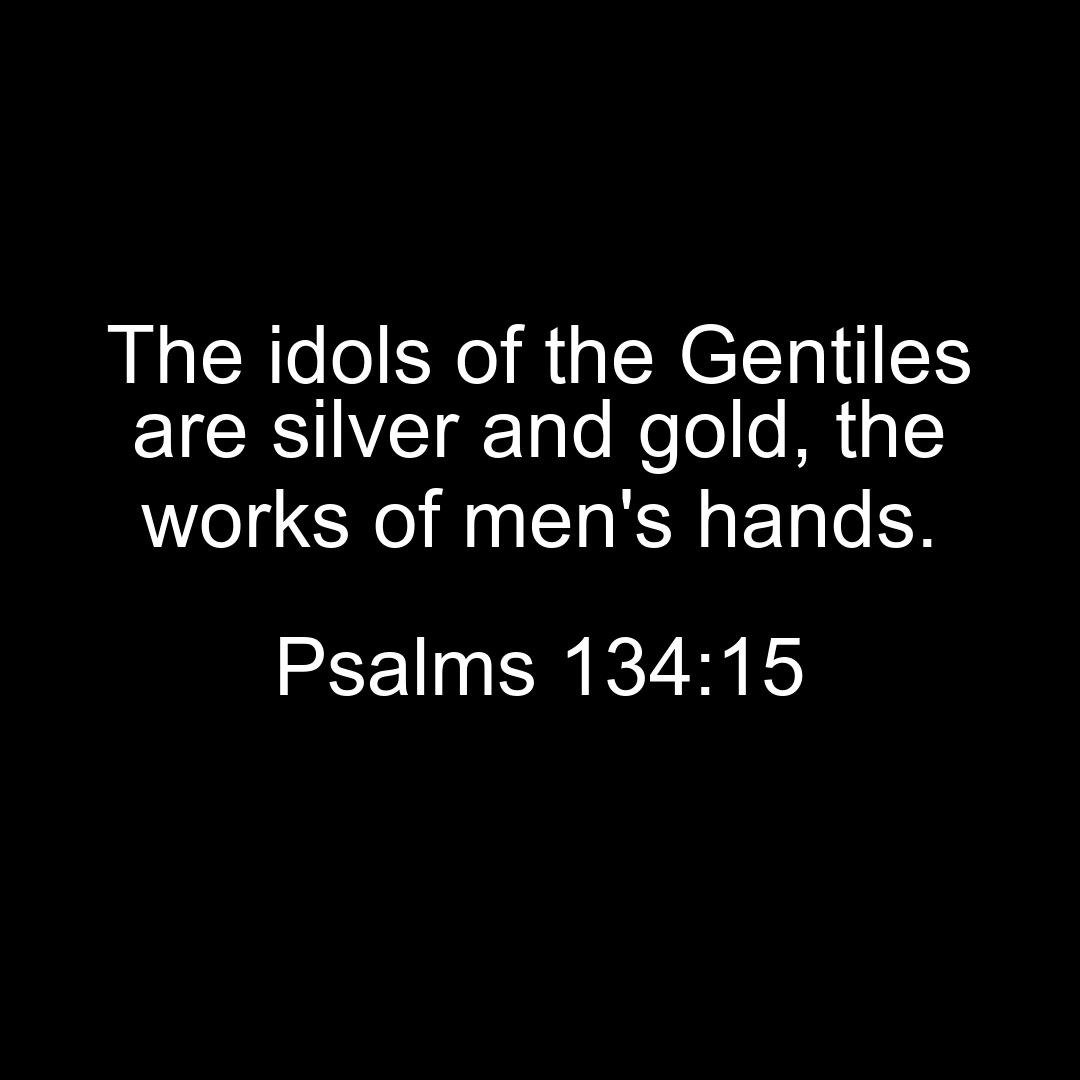 The idols of the Gentiles
are silver and gold, the
works of men's hands.
Psalms 134:15